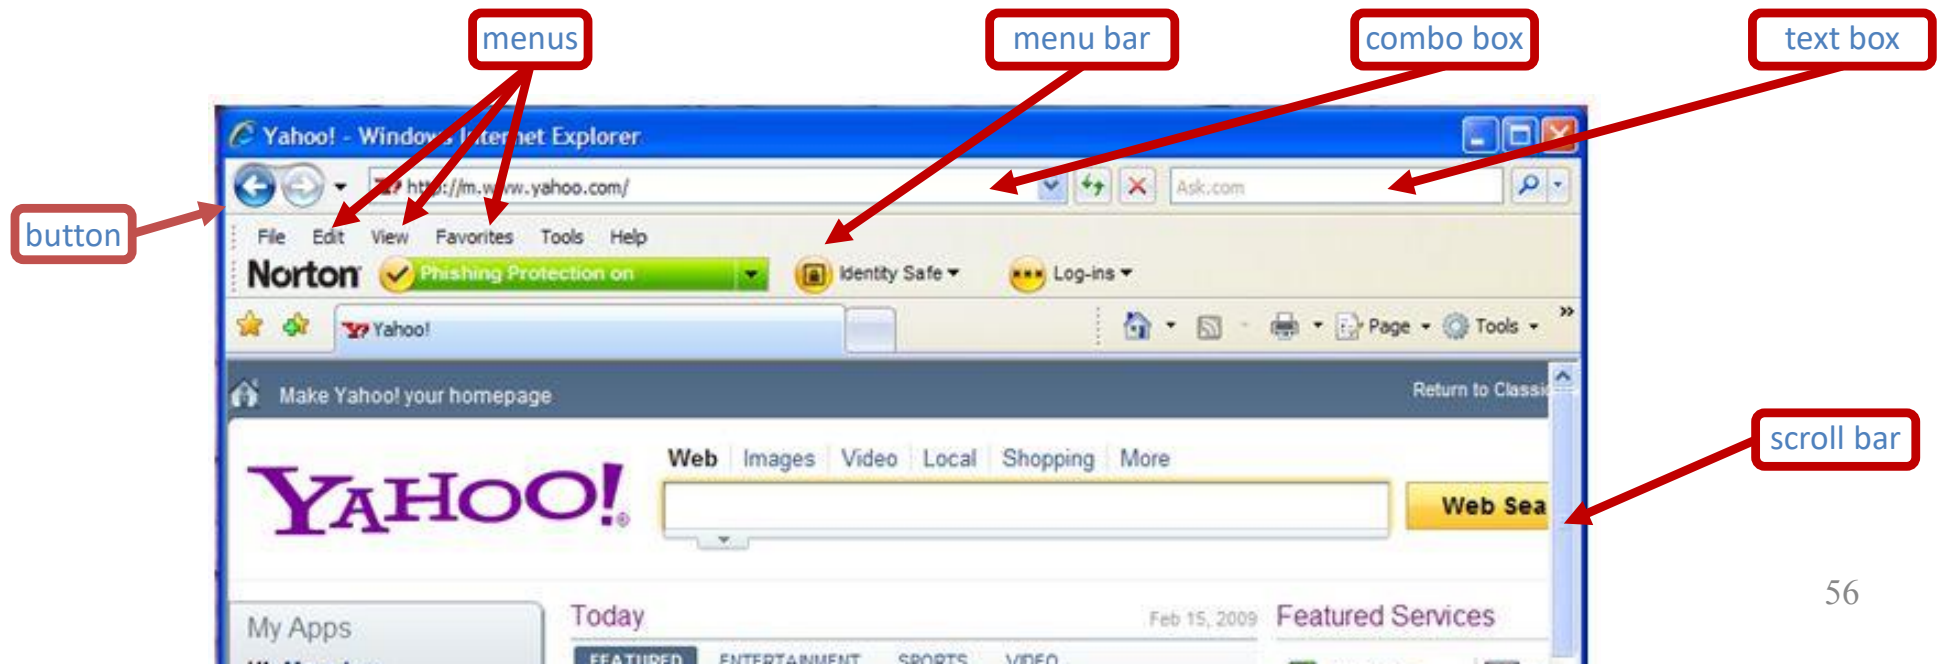 menus
menu bar
combo box
text box
Yahoo! - Windows Internet Explorer
http://m.www.yahoo.com/
Ask.com
button
File Edit View Favorites Tools Help
Norton Phishing Protection on Identity Safe Log-ins
Yahoo!
Page Tools »
Make Yahoo! your homepage
Return to Classic
scroll bar
Web Images Video Local Shopping More
YAHOO!®
Web Sea
56
My Apps
Today
Feb 15, 2009
Featured Services
FEATURED ENTERTAINMENT SPORTS VIDEO